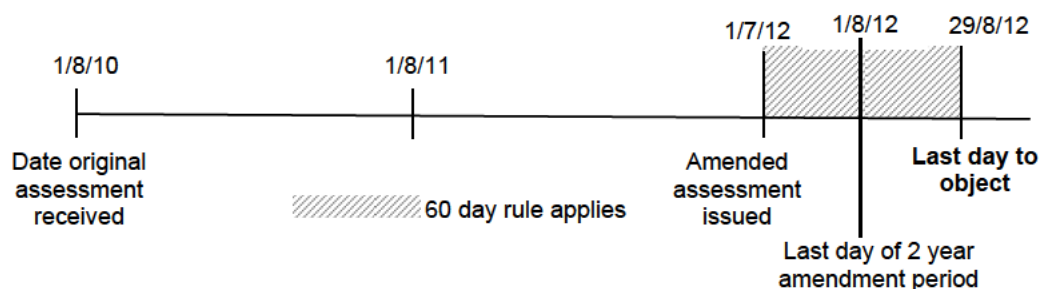 1/8/10
1/8/11
1/7/12
1/8/12
29/8/12
Date original
assessment
received
60 day rule applies
Amended
assessment
issued
Last day to
object
Last day of 2 year
amendment period